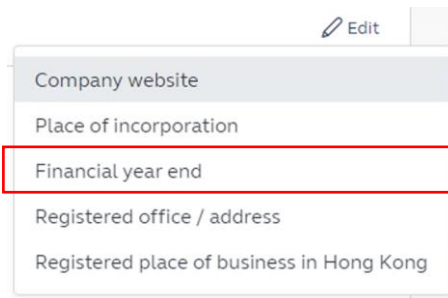 Edit
Company website
Place of incorporation
Financial year end
Registered office / address
Registered place of business in Hong Kong